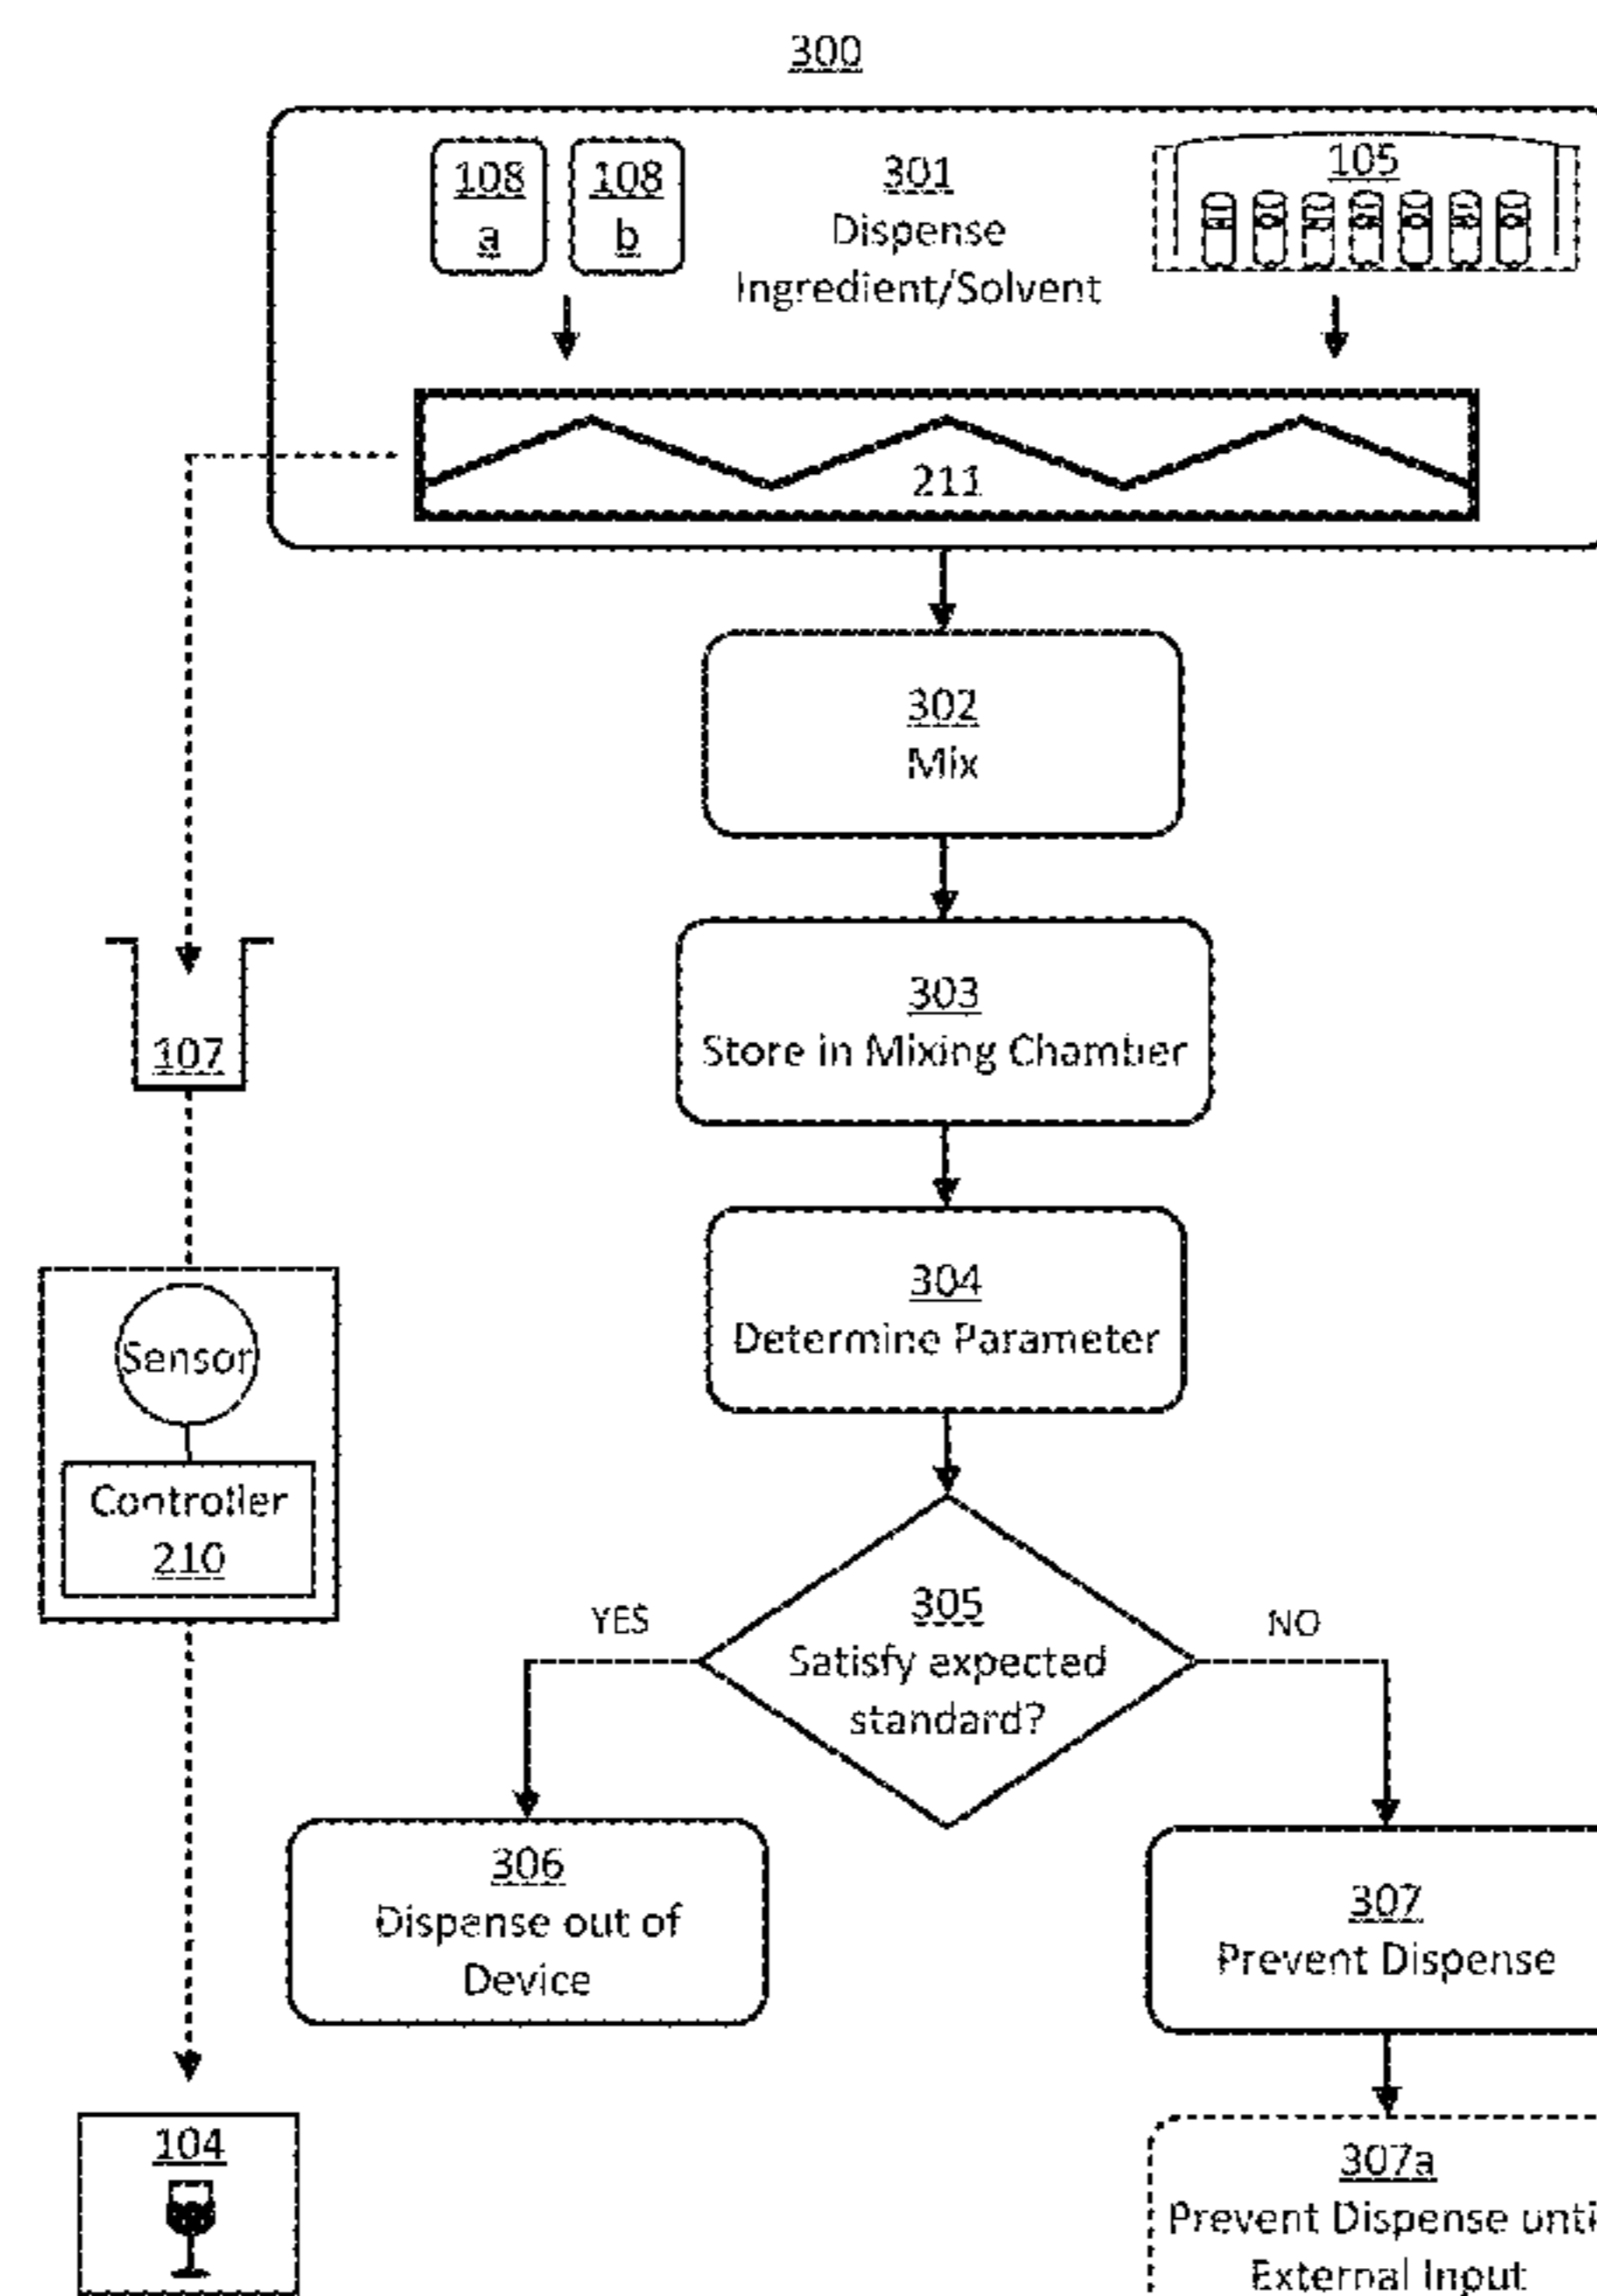 300
108
a
108
b
301
Dispense
Ingredient/Solvent
105
211
302
Mix
303
Store in Mixing Chamber
107
304
Determine Parameter
Sensor
Controller
210
305
Satisfy expected
standard?
YES
NO
306
Dispense out of
Device
307
Prevent Dispense
104
307a
Prevent Dispense
External Input